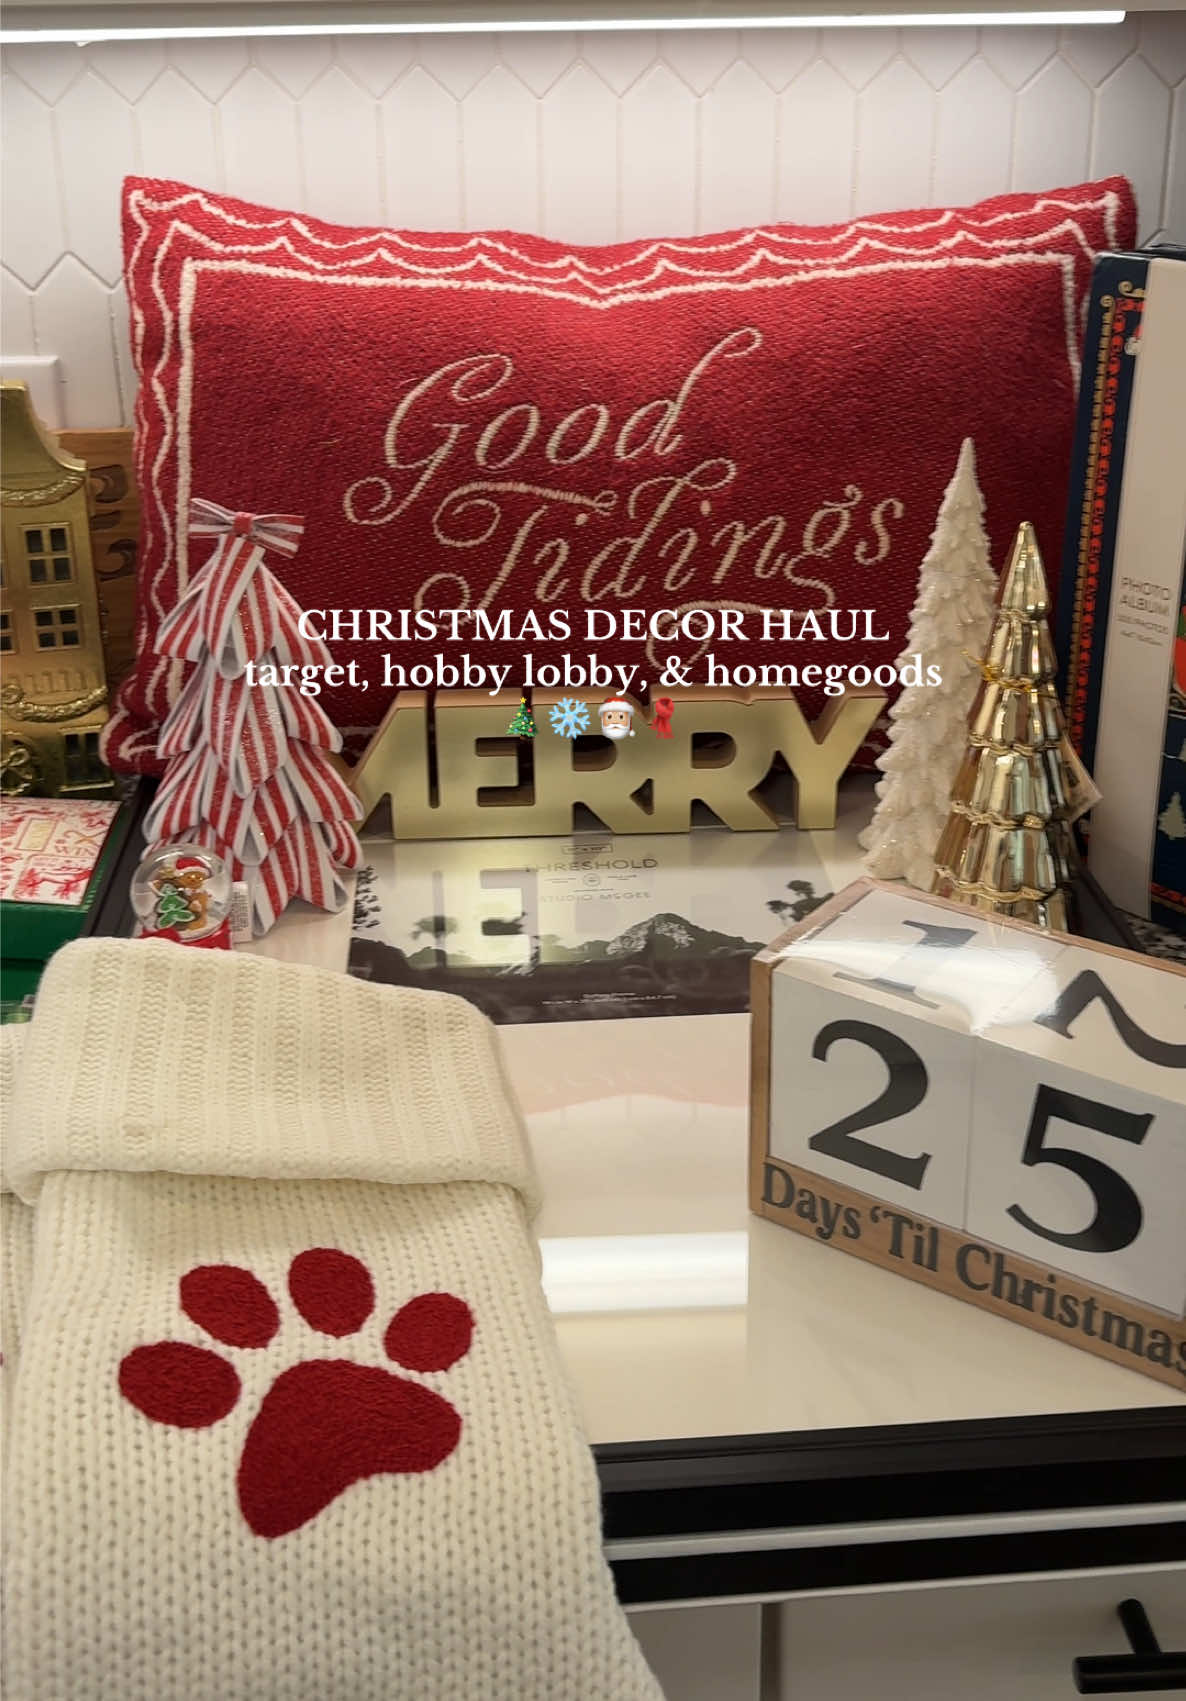 Good
Tidings
CHRISTMAS DECOR HAUL
target, hobby lobby, & homegoods
🎄❄️🎅🏼🎀
MERRY
PHOTO
ALBUM
THRESHOLD
STUDIO McGEE
25
Days ‘Til Christmas